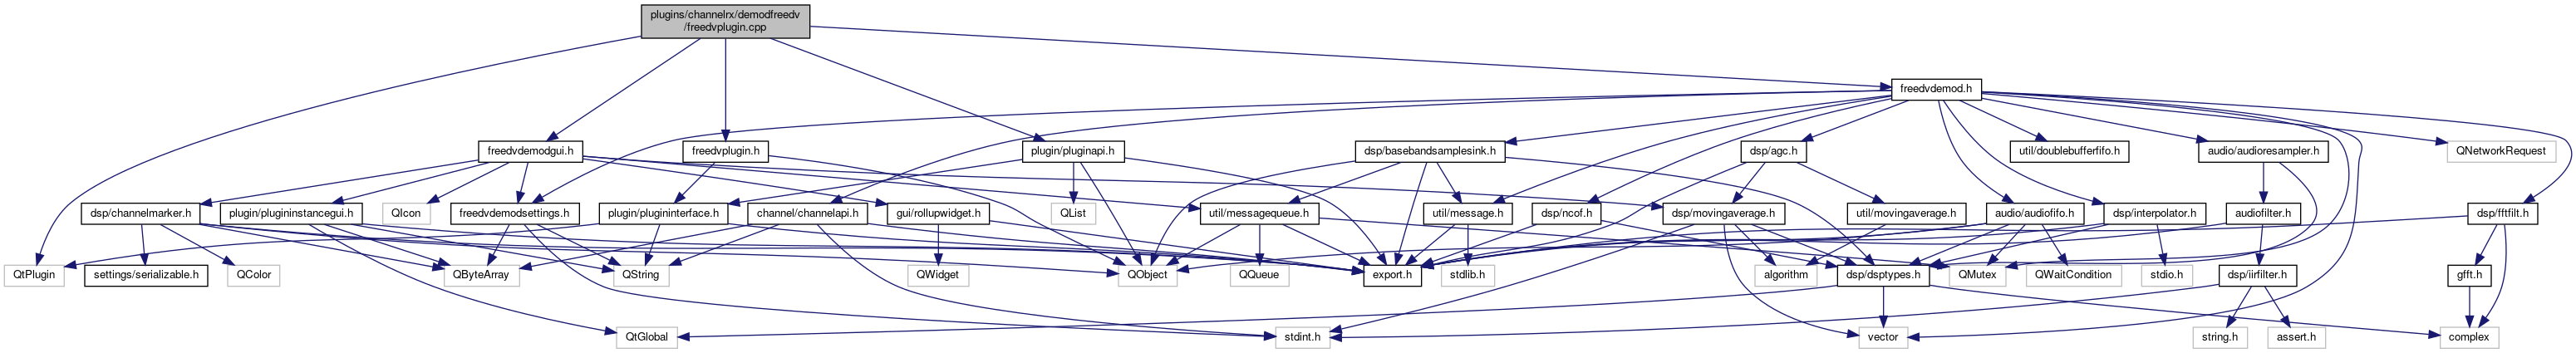 plugins/channelrx/demodfreedv
/freedvplugin.cpp
freedvdemod.h
freedvdemodgui.h
freedvplugin.h
plugin/pluginapi.h
dsp/basebandsamplesink.h
dsp/agc.h
util/doublebufferfifo.h
audio/audioresampler.h
QNetworkRequest
dsp/channelmarker.h
plugin/plugininstancegui.h
QIcon
freedvdemodsettings.h
plugin/plugininterface.h
channel/channelapi.h
gui/rollupwidget.h
QList
util/messagequeue.h
util/message.h
dsp/ncof.h
dsp/movingaverage.h
util/movingaverage.h
audio/audiofifo.h
dsp/interpolator.h
audiofilter.h
dsp/fftfilt.h
QtPlugin
settings/serializable.h
QColor
QByteArray
QString
QWidget
QObject
QQueue
export.h
stdlib.h
algorithm
dsp/dsptypes.h
QMutex
QWaitCondition
stdio.h
dsp/iirfilter.h
gfft.h
QtGlobal
stdint.h
vector
string.h
assert.h
complex